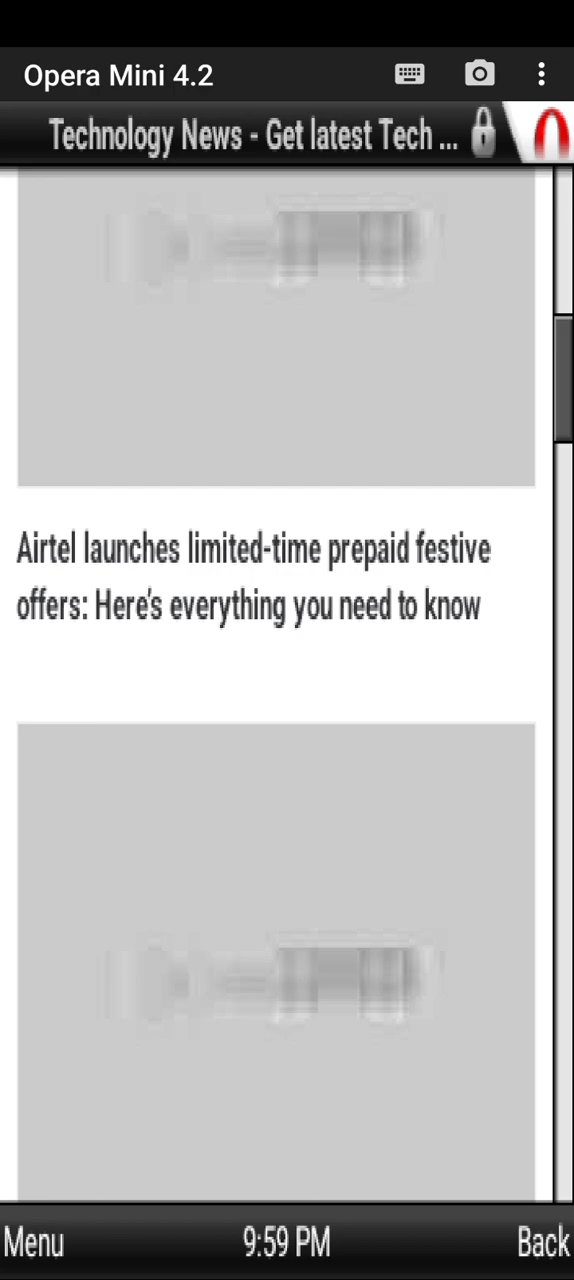 Opera Mini 4.2
Technology News - Get latest Tech ...
Airtel launches limited-time prepaid festive
offers: Here's everything you need to know
Menu 9:59 PM Back